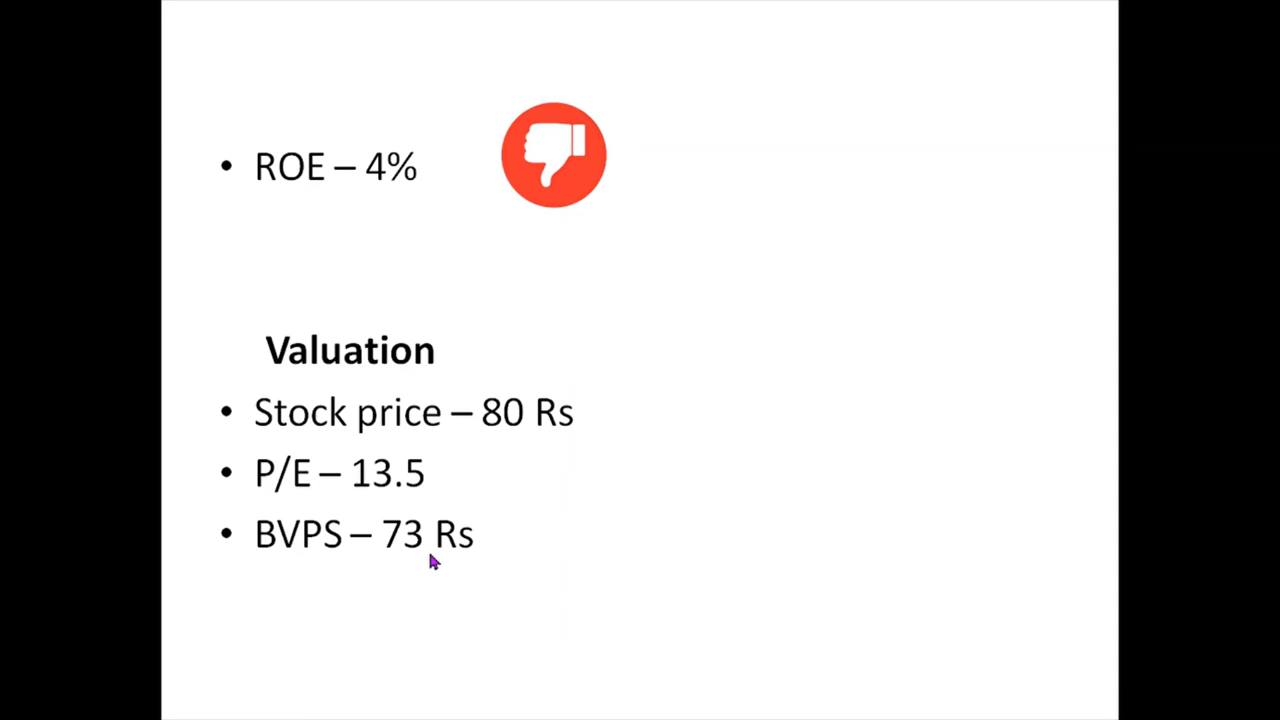 • ROE – 4%
Valuation
• Stock price – 80 Rs
• P/E – 13.5
• BVPS – 73 Rs